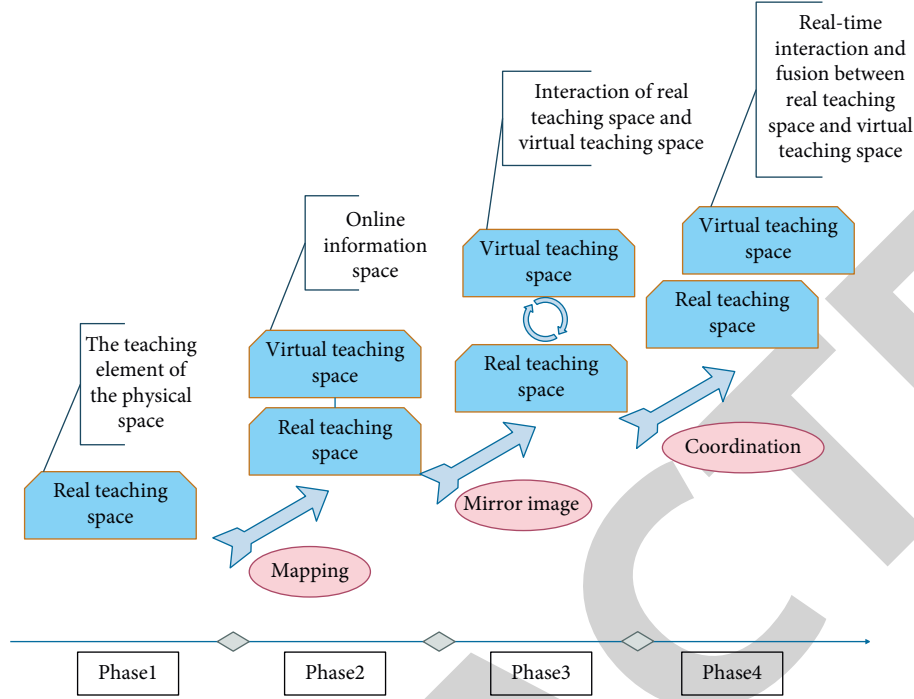 The teaching
element of
the physical
space
Real teaching
space
Mapping
Online
information
space
Virtual teaching
space
Real teaching
space
Mirror image
Interaction of real
teaching space and
virtual teaching space
Virtual teaching
space
Real teaching
space
Coordination
Real-time
interaction and
fusion between
real teaching
space and virtual
teaching space
Virtual teaching
space
Real teaching
space
Phase1
Phase2
Phase3
Phase4